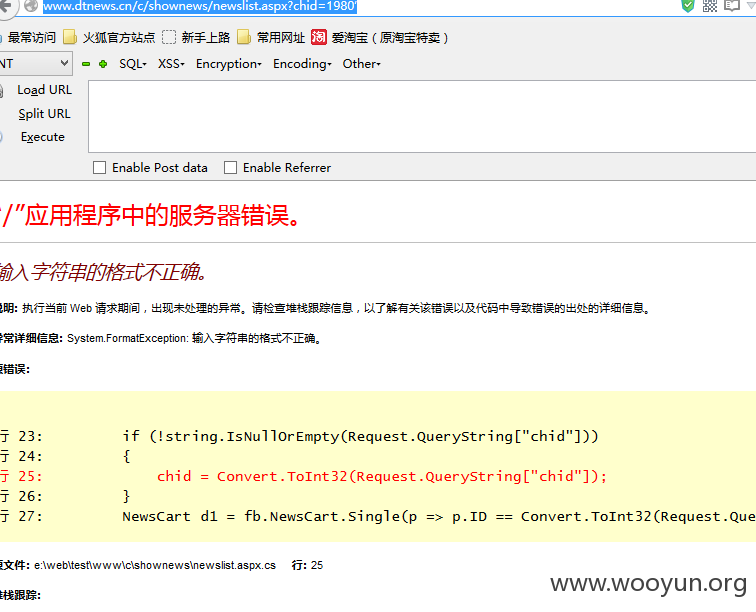 www.dtnews.cn/c/shownews/newslist.aspx?chid=1980'
最常访问 火狐官方站点 新手上路 常用网址 淘 爱淘宝（原淘宝特卖）
NT SQL XSS Encryption Encoding Other
Load URL
Split URL
Execute
Enable Post data Enable Referrer
“/”应用程序中的服务器错误。
输入字符串的格式不正确。
说明: 执行当前 Web 请求期间，出现未处理的异常。请检查堆栈跟踪信息，以了解有关该错误以及代码中导致错误的出处的详细信息。
异常详细信息: System.FormatException: 输入字符串的格式不正确。
源错误:
行 23: if (!string.IsNullOrEmpty(Request.QueryString["chid"]))
行 24: {
行 25: chid = Convert.ToInt32(Request.QueryString["chid"]);
行 26: }
行 27: NewsCart d1 = fb.NewsCart.Single(p => p.ID == Convert.ToInt32(Request.Que
源文件: e:\web\test\www\c\shownews\newslist.aspx.cs 行: 25
堆栈跟踪:
www.wooyun.org